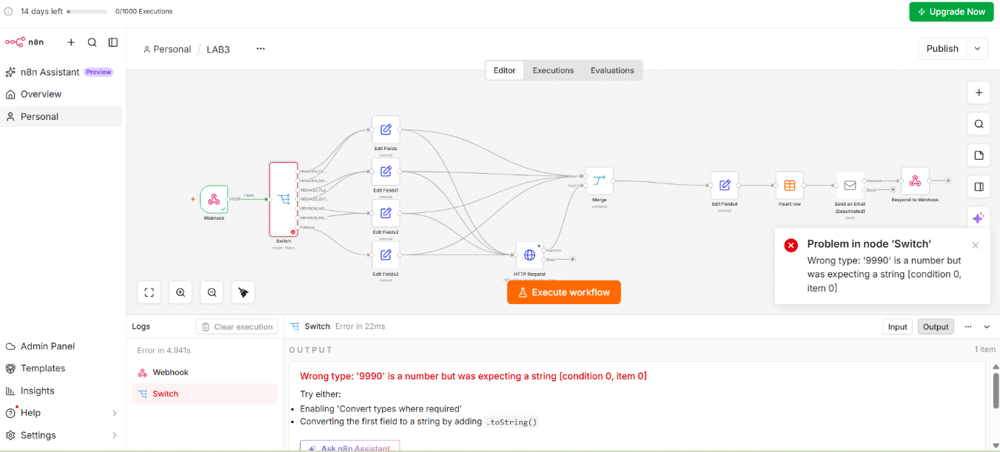 14 days left
0/1000 Executions
Upgrade Now
n8n
Personal / LAB3
Publish
n8n Assistant Preview
Overview
Personal
Editor
Executions
Evaluations
Webhook
POST
1 item
Switch
mode: Rules
INVALIDO_CA...
INVALIDO_MO...
RECHAZO_PLA...
RECHAZO_EST...
REVISION_MO...
Fallback
Edit Fields
manual
Edit Fields1
manual
Edit Fields2
manual
Edit Fields3
manual
HTTP Request
Success
Error
Input 1
Input 2
Merge
combine
Edit Fields4
manual
Insert row
Send an Email
(Deactivated)
Send
Success
Error
Respond to Webhook
Execute workflow
Problem in node ‘Switch‘
Wrong type: '9990' is a number but
was expecting a string [condition 0,
item 0]
Admin Panel
Templates
Insights
Help
Settings
Logs
Clear execution
Error in 4.941s
Webhook
Switch
Switch Error in 22ms
Input
Output
OUTPUT
1 item
Wrong type: '9990' is a number but was expecting a string [condition 0, item 0]
Try either:
Enabling 'Convert types where required'
Converting the first field to a string by adding .toString()
Ask n8n Assistant